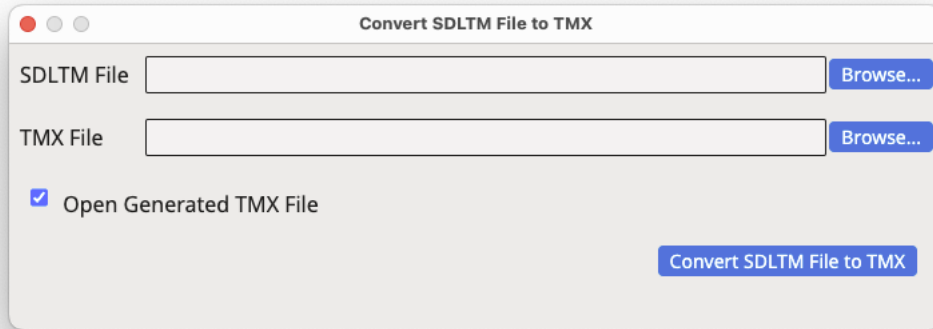 Convert SDLTM File to TMX
SDLTM File Browse...
TMX File Browse...
Open Generated TMX File
Convert SDLTM File to TMX